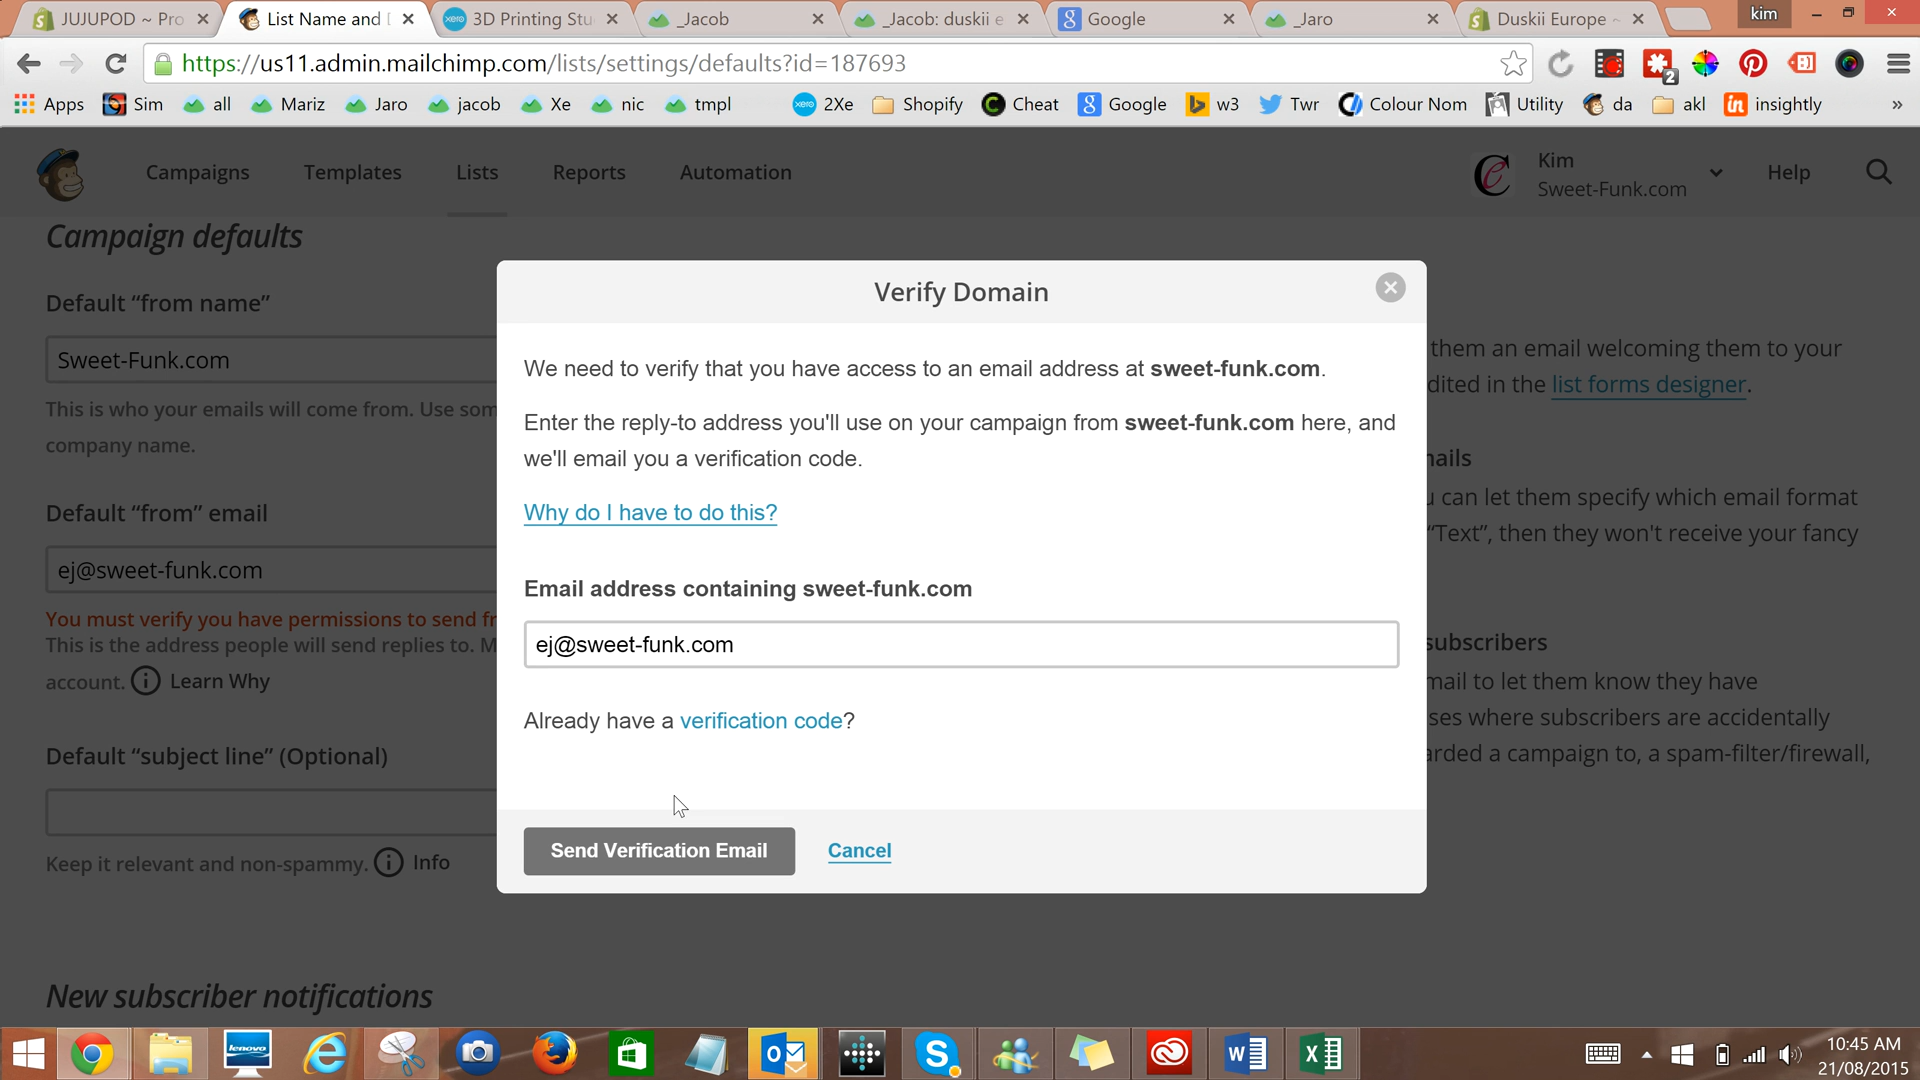 JUJUPOD ~ Pro
List Name and
3D Printing Stu
_Jacob
_Jacob: duskii e
Google
_Jaro
Duskii Europe ~
kim
https://us11.admin.mailchimp.com/lists/settings/defaults?id=187693
2
Apps
Sim
all
Mariz
Jaro
jacob
Xe
nic
tmpl
2Xe
Shopify
Cheat
Google
w3
Twr
Colour Nom
Utility
da
akl
insightly
»
Campaigns
Templates
Lists
Reports
Automation
Kim
Sweet-Funk.com
Help
Campaign defaults
Default “from name”
Sweet-Funk.com
This is who your emails will come from. Use som
company name.
Default “from” email
ej@sweet-funk.com
You must verify you have permissions to send fr
This is the address people will send replies to. M
account. Learn Why
Default “subject line” (Optional)
Keep it relevant and non-spammy. Info
New subscriber notifications
Verify Domain
We need to verify that you have access to an email address at sweet-funk.com.
Enter the reply-to address you'll use on your campaign from sweet-funk.com here, and
we'll email you a verification code.
Why do I have to do this?
Email address containing sweet-funk.com
ej@sweet-funk.com
Already have a verification code?
Send Verification Email
Cancel
them an email welcoming them to your
dited in the list forms designer.
nails
u can let them specify which email format
“Text”, then they won't receive your fancy
subscribers
mail to let them know they have
ses where subscribers are accidentally
arded a campaign to, a spam-filter/firewall,
lenovo
10:45 AM
21/08/2015